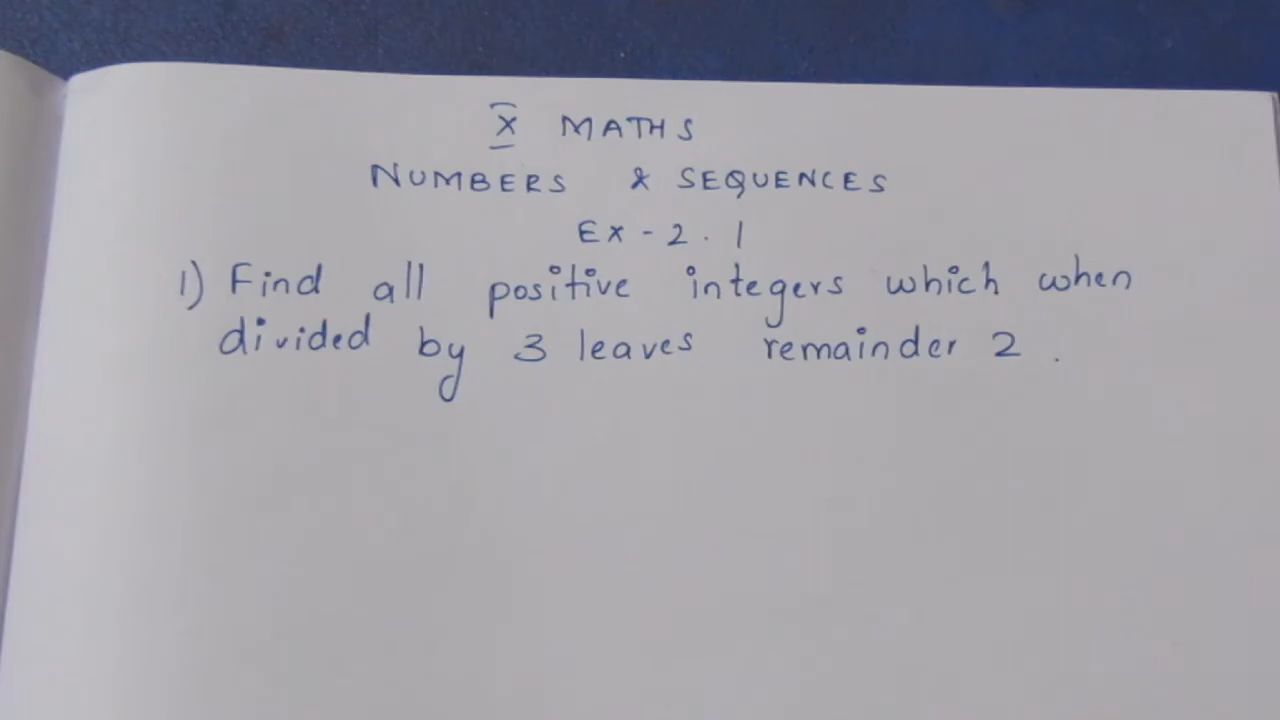 X MATHS
NUMBERS & SEQUENCES
Ex - 2.1
1) Find all positive integers which when
divided by 3 leaves remainder 2.